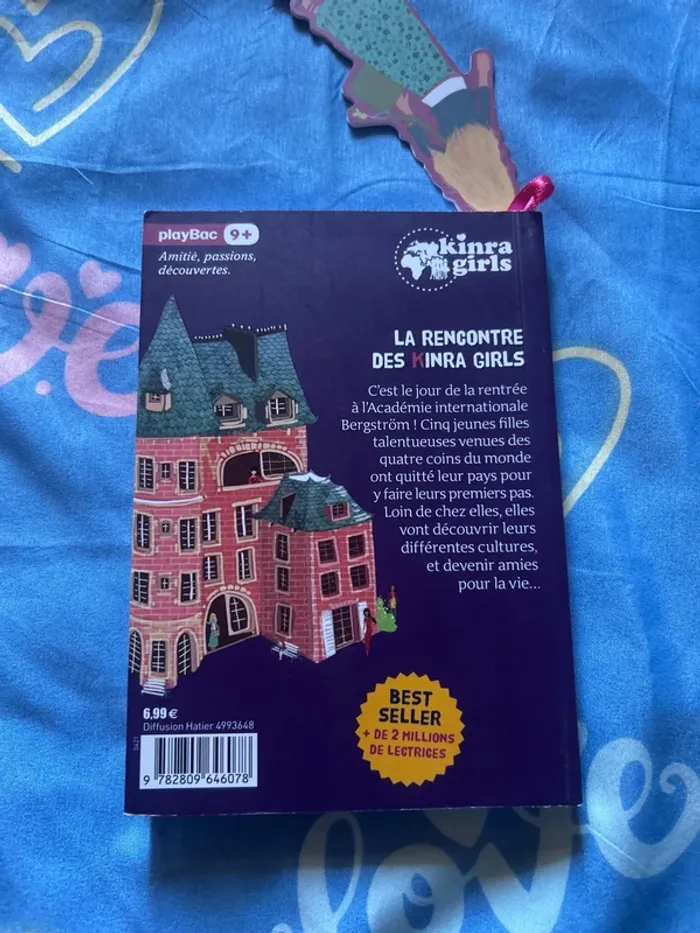 playBac 9+
Amitié, passions,
découvertes.
kinra
girls
LA RENCONTRE
DES KINRA GIRLS
C'est le jour de la rentrée
à l'Académie internationale
Bergström ! Cinq jeunes filles
talentueuses venues des
quatre coins du monde
ont quitté leur pays pour
y faire leurs premiers pas.
Loin de chez elles, elles
vont découvrir leurs
différentes cultures,
et devenir amies
pour la vie...
6,99 €
Diffusion Hatier 4993648
0421
9 782809 646078
BEST
SELLER
+ DE 2 MILLIONS
DE LECTRICES
love